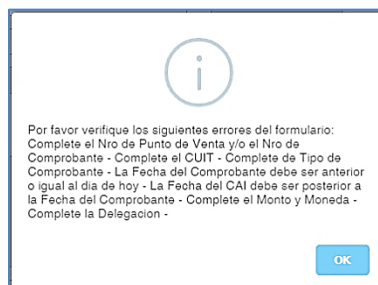 i
Por favor verifique los siguientes errores del formulario:
Complete el Nro de Punto de Venta y/o el Nro de
Comprobante - Complete el CUIT - Complete de Tipo de
Comprobante - La Fecha del Comprobante debe ser anterior
o igual al dia de hoy - La Fecha del CAI debe ser posterior a
la Fecha del Comprobante - Complete el Monto y Moneda -
Complete la Delegacion -
OK